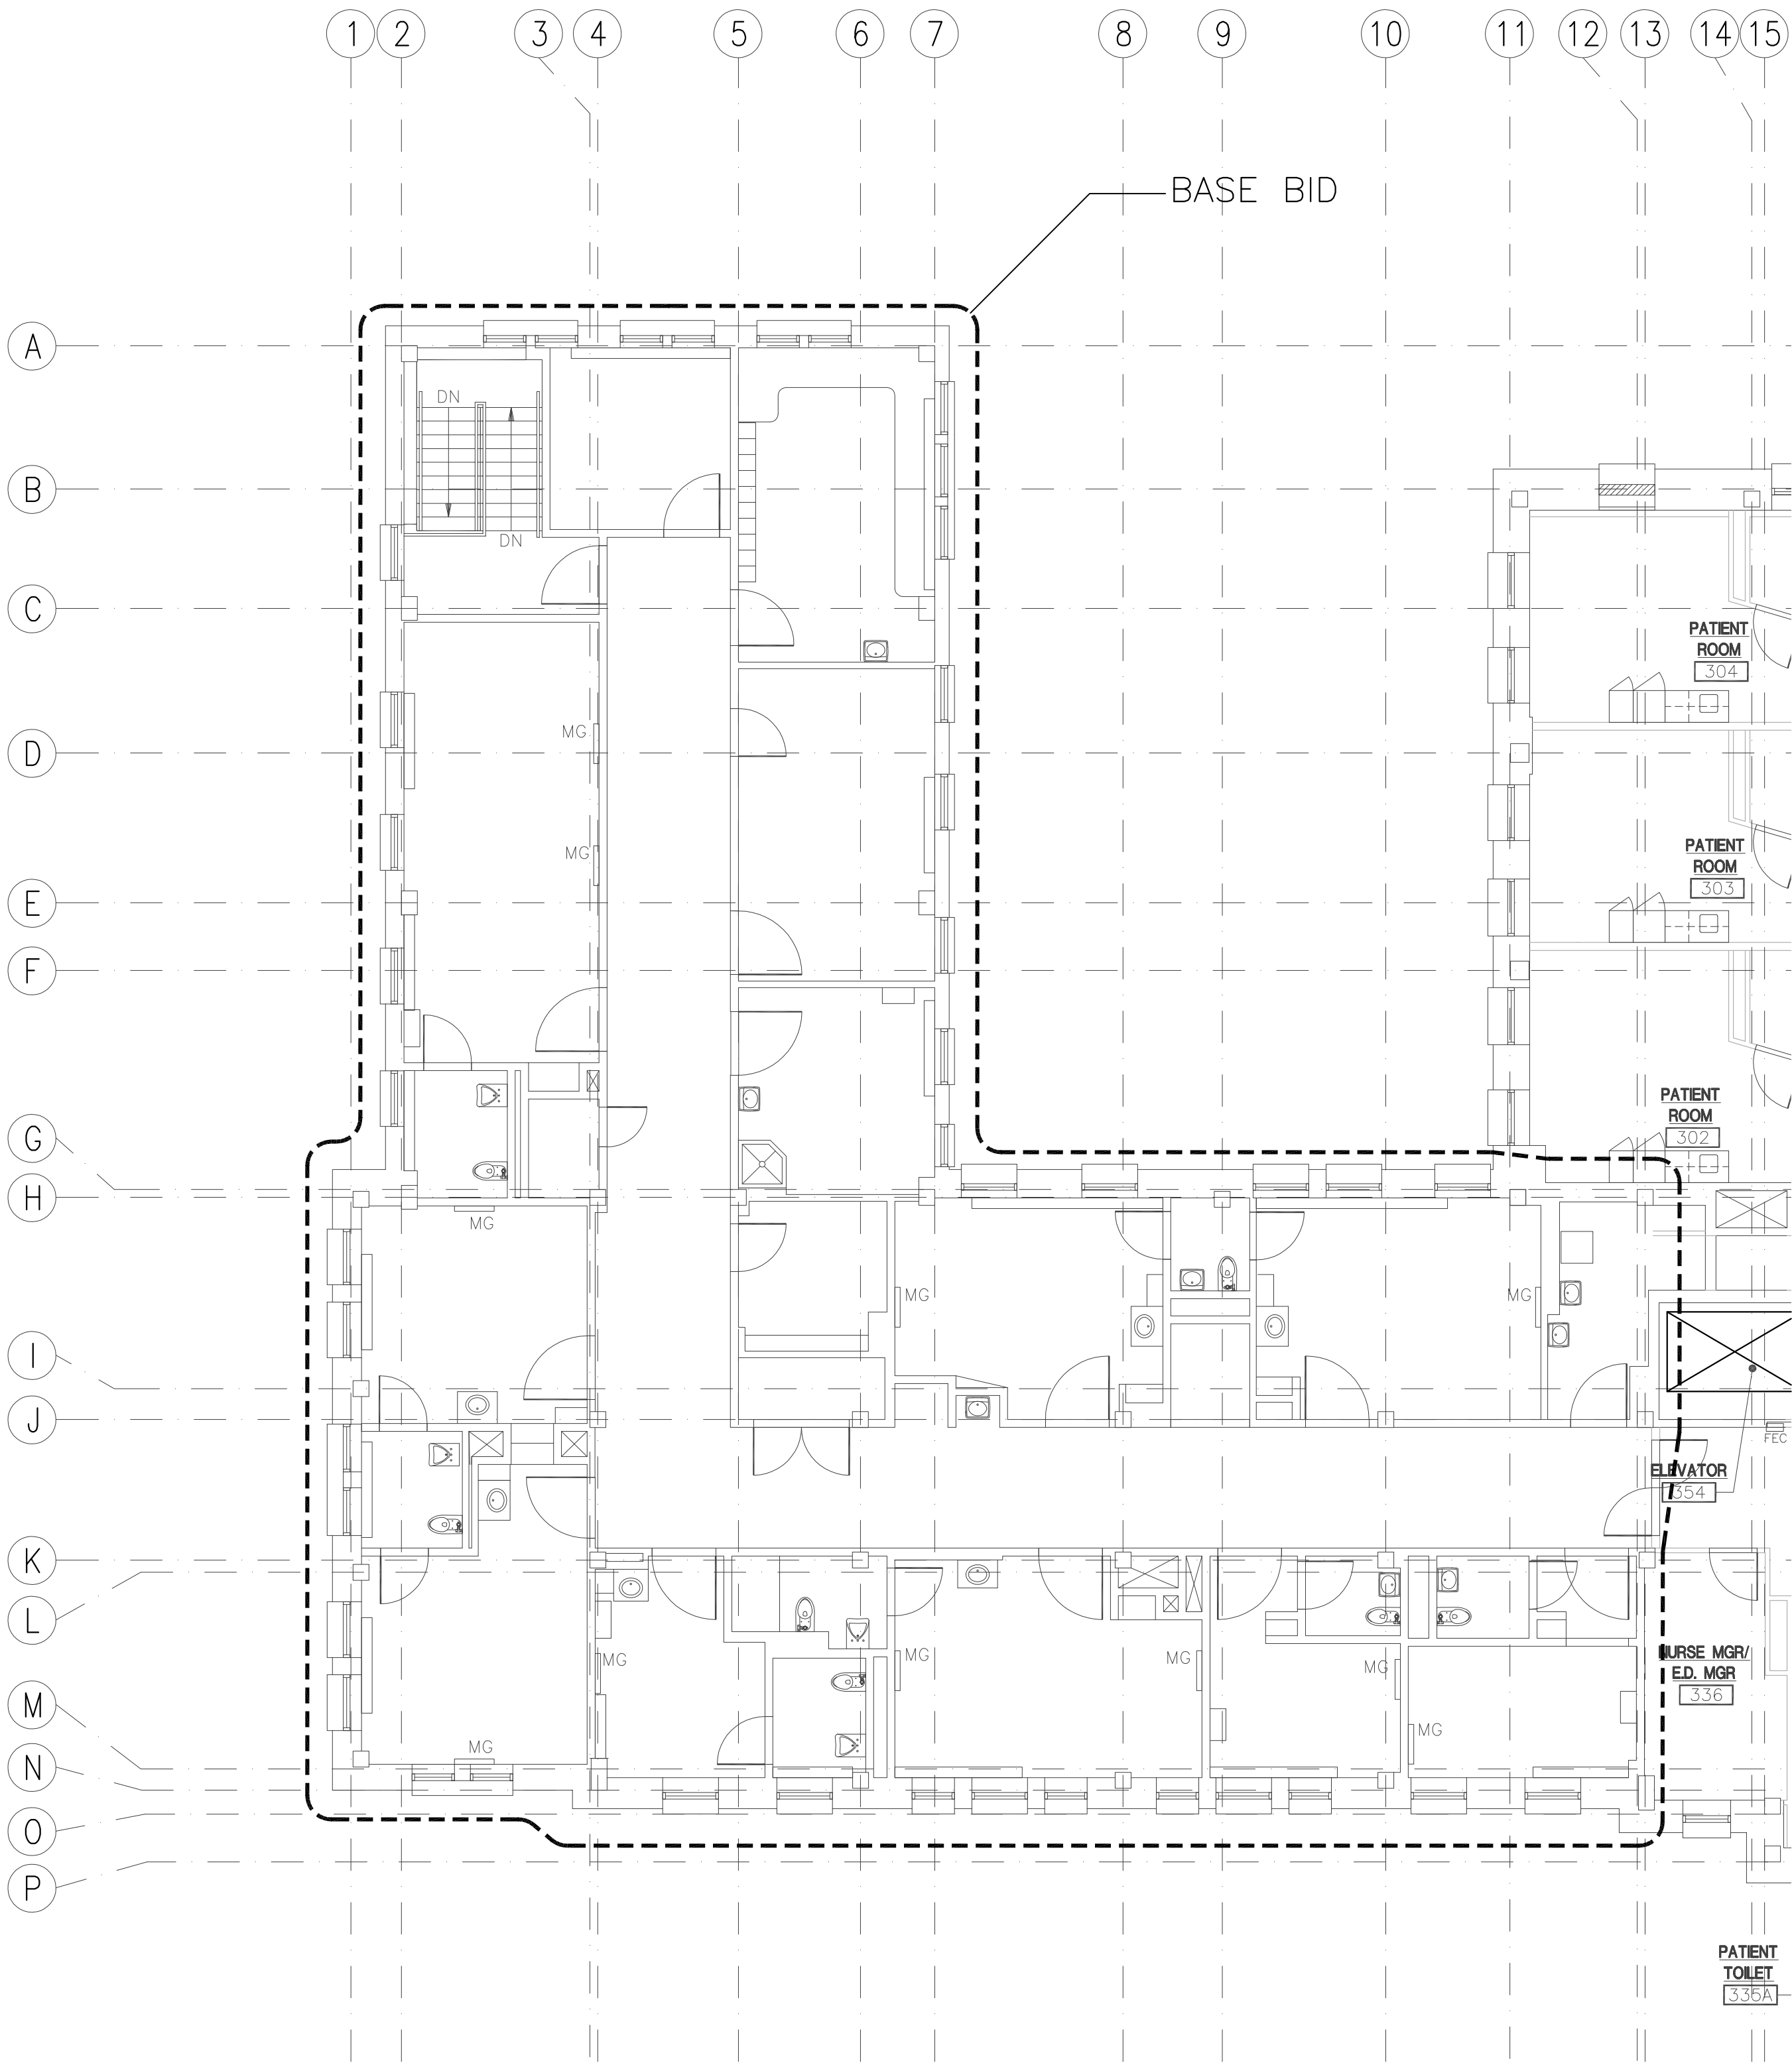 1 2 3 4 5 6 7 8 9 10 11 12 13 14 15
BASE BID
A
DN
B
DN
C
PATIENT
ROOM
304
MG
D
PATIENT
ROOM
303
MG
E
F
PATIENT
ROOM
302
G
H
MG
MG
MG
I
J
FEC
ELEVATOR
354
K
L
MG
MG
MG
MG
NURSE MGR/
E.D. MGR
336
M
MG
MG
N
O
P
PATIENT
TOILET
335A